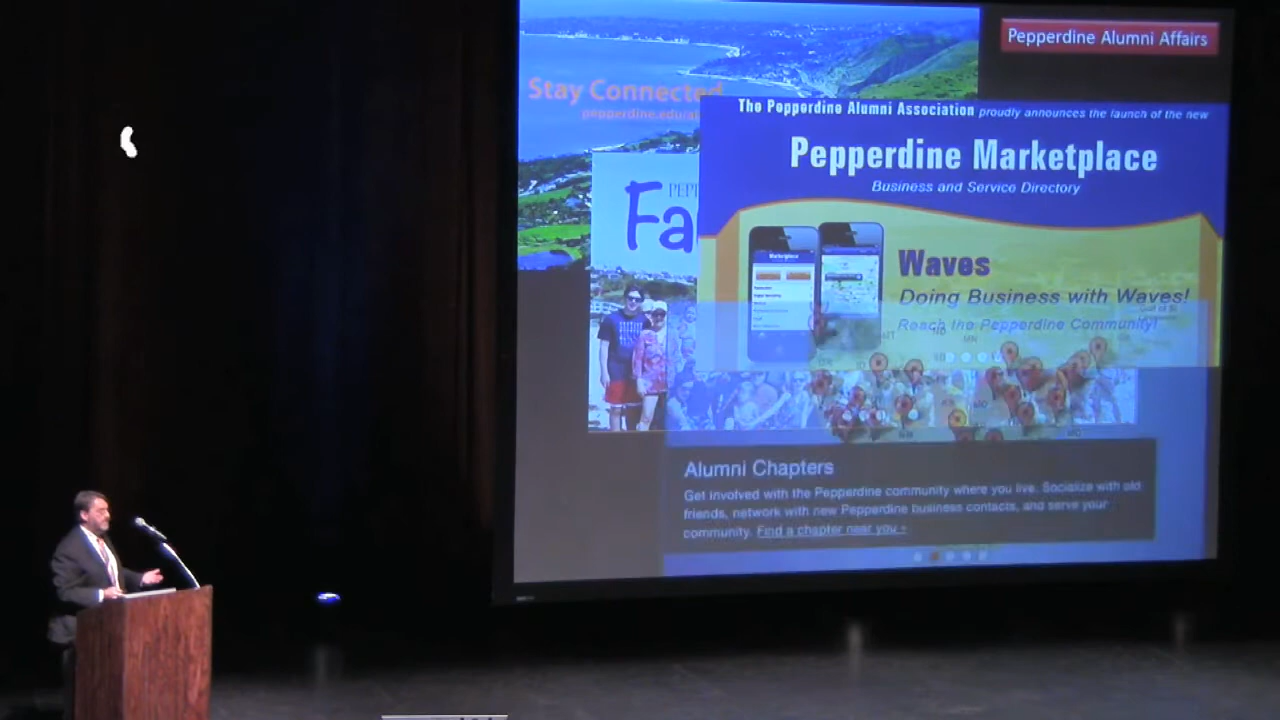 Pepperdine Alumni Affairs
Stay Connected
The Pepperdine Alumni Association proudly announces the launch of the new
Pepperdine Marketplace
Business and Service Directory
Marketplace
Waves
Doing Business with Waves!
Reach the Pepperdine Community!
Alumni Chapters
Get involved with the Pepperdine community where you live. Socialize with old
friends, network with new Pepperdine business contacts, and serve your
community. Find a chapter near you »